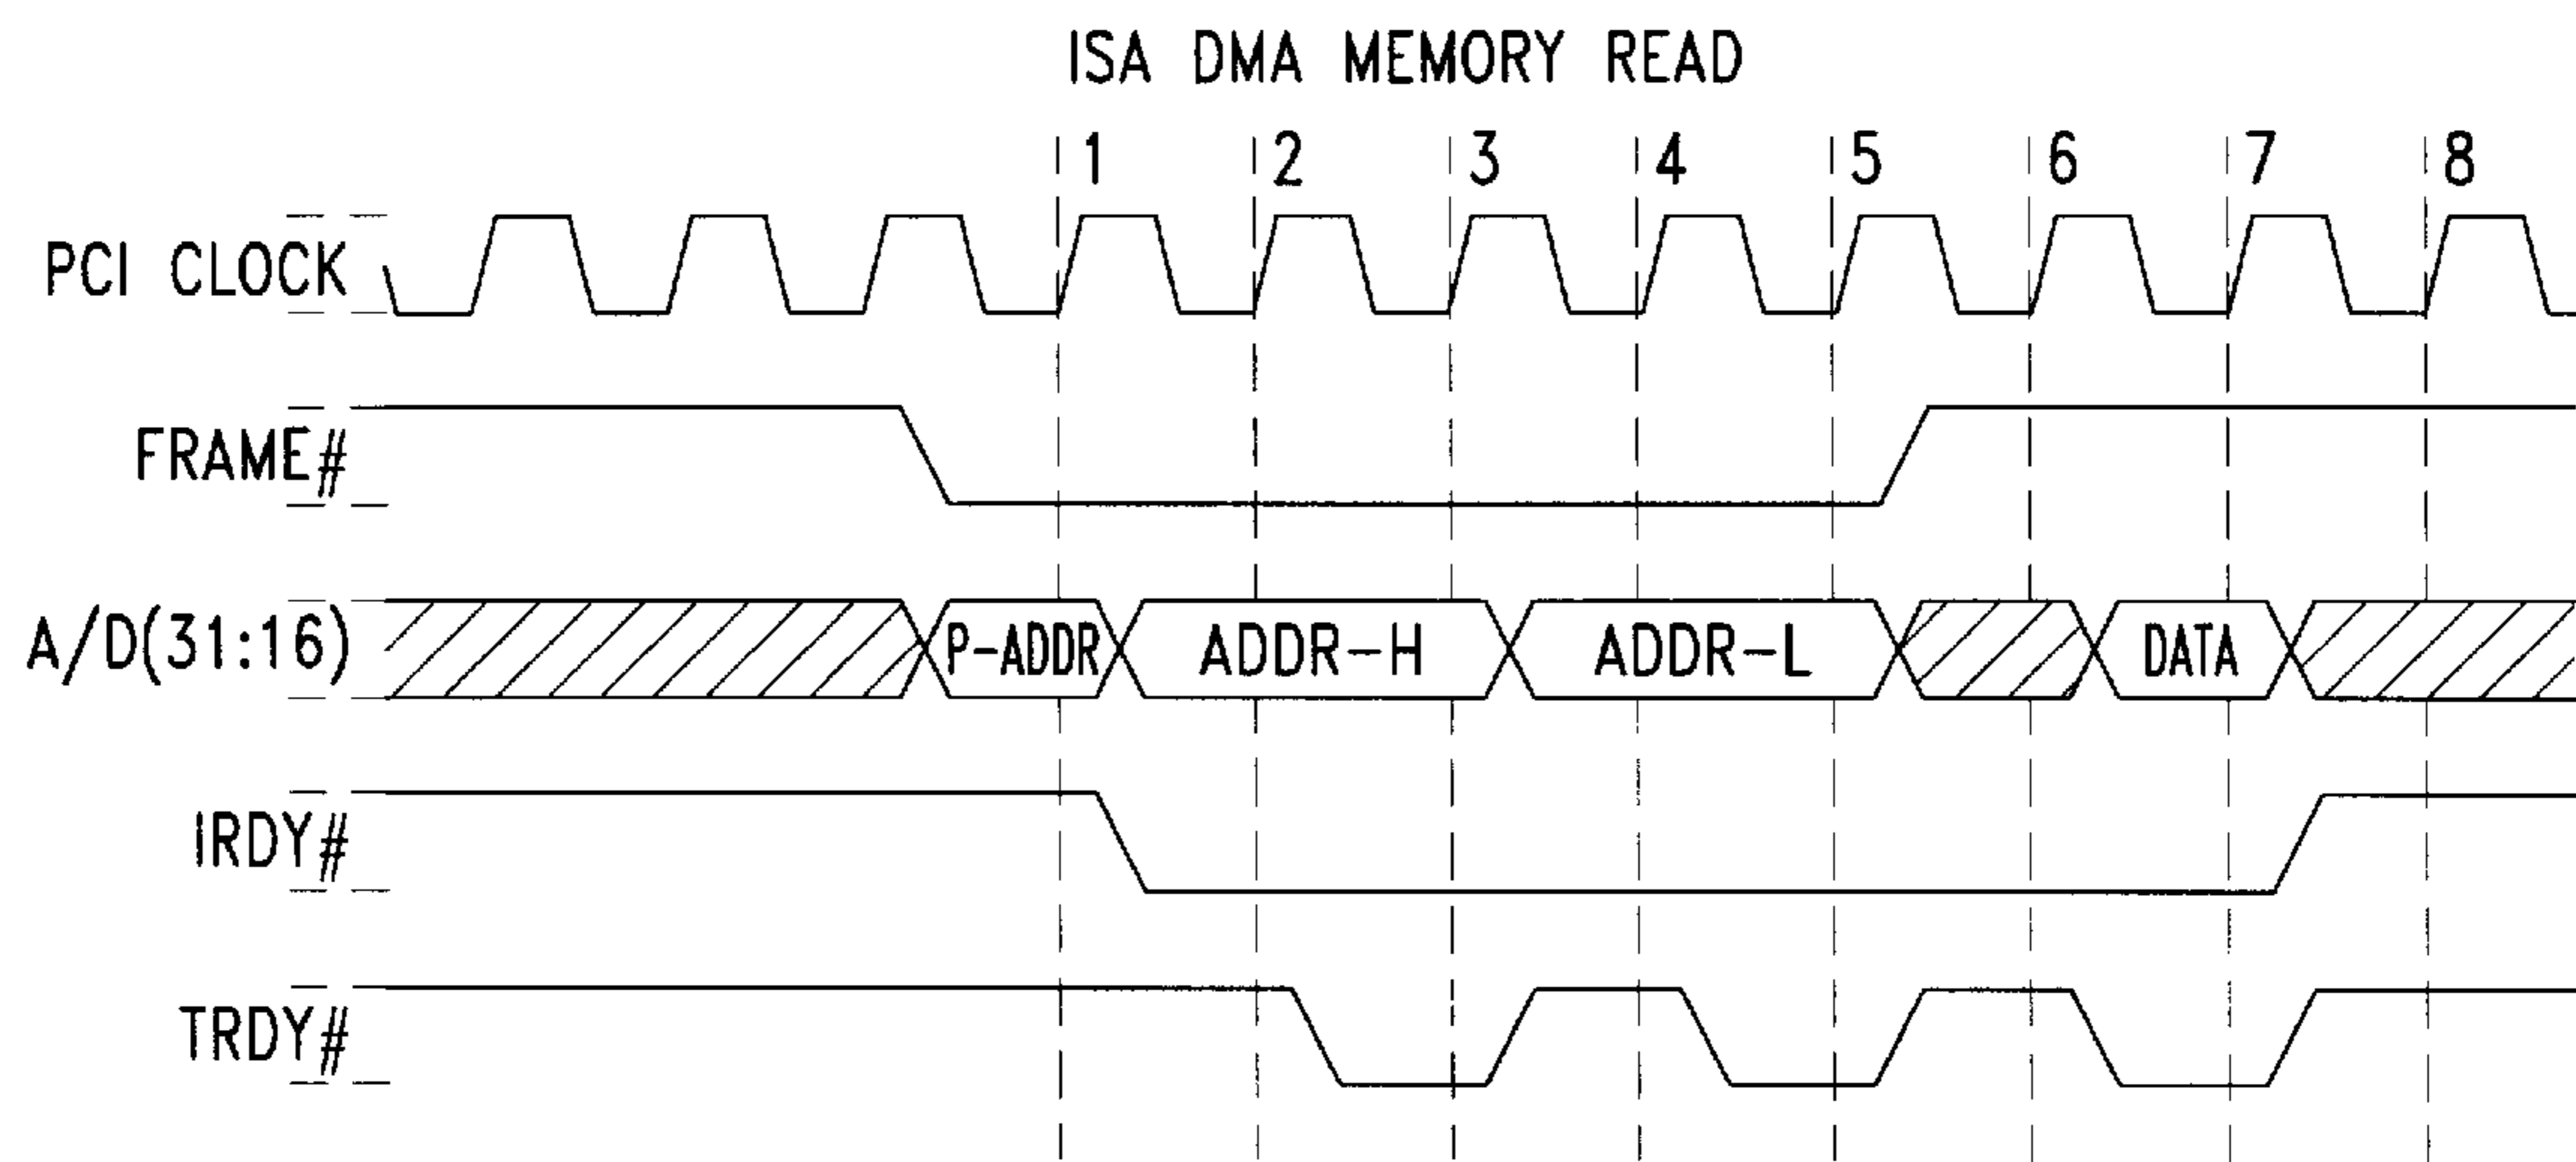 ISA DMA MEMORY READ
1 2 3 4 5 6 7 8
PCI CLOCK
FRAME#
A/D(31:16) P-ADDR ADDR-H ADDR-L DATA
IRDY#
TRDY#